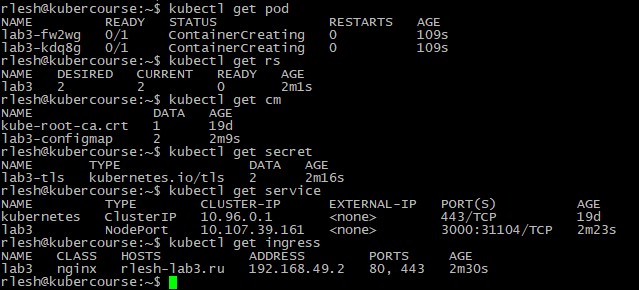 rlesh@kubercourse:~$ kubectl get pod
NAME READY STATUS RESTARTS AGE
lab3-fw2wg 0/1 ContainerCreating 0 109s
lab3-kdq8g 0/1 ContainerCreating 0 109s
rlesh@kubercourse:~$ kubectl get rs
NAME DESIRED CURRENT READY AGE
lab3 2 2 0 2m1s
rlesh@kubercourse:~$ kubectl get cm
NAME DATA AGE
kube-root-ca.crt 1 19d
lab3-configmap 2 2m9s
rlesh@kubercourse:~$ kubectl get secret
NAME TYPE DATA AGE
lab3-tls kubernetes.io/tls 2 2m16s
rlesh@kubercourse:~$ kubectl get service
NAME TYPE CLUSTER-IP EXTERNAL-IP PORT(S) AGE
kubernetes ClusterIP 10.96.0.1 <none> 443/TCP 19d
lab3 NodePort 10.107.39.161 <none> 3000:31104/TCP 2m23s
rlesh@kubercourse:~$ kubectl get ingress
NAME CLASS HOSTS ADDRESS PORTS AGE
lab3 nginx rlesh-lab3.ru 192.168.49.2 80, 443 2m30s
rlesh@kubercourse:~$